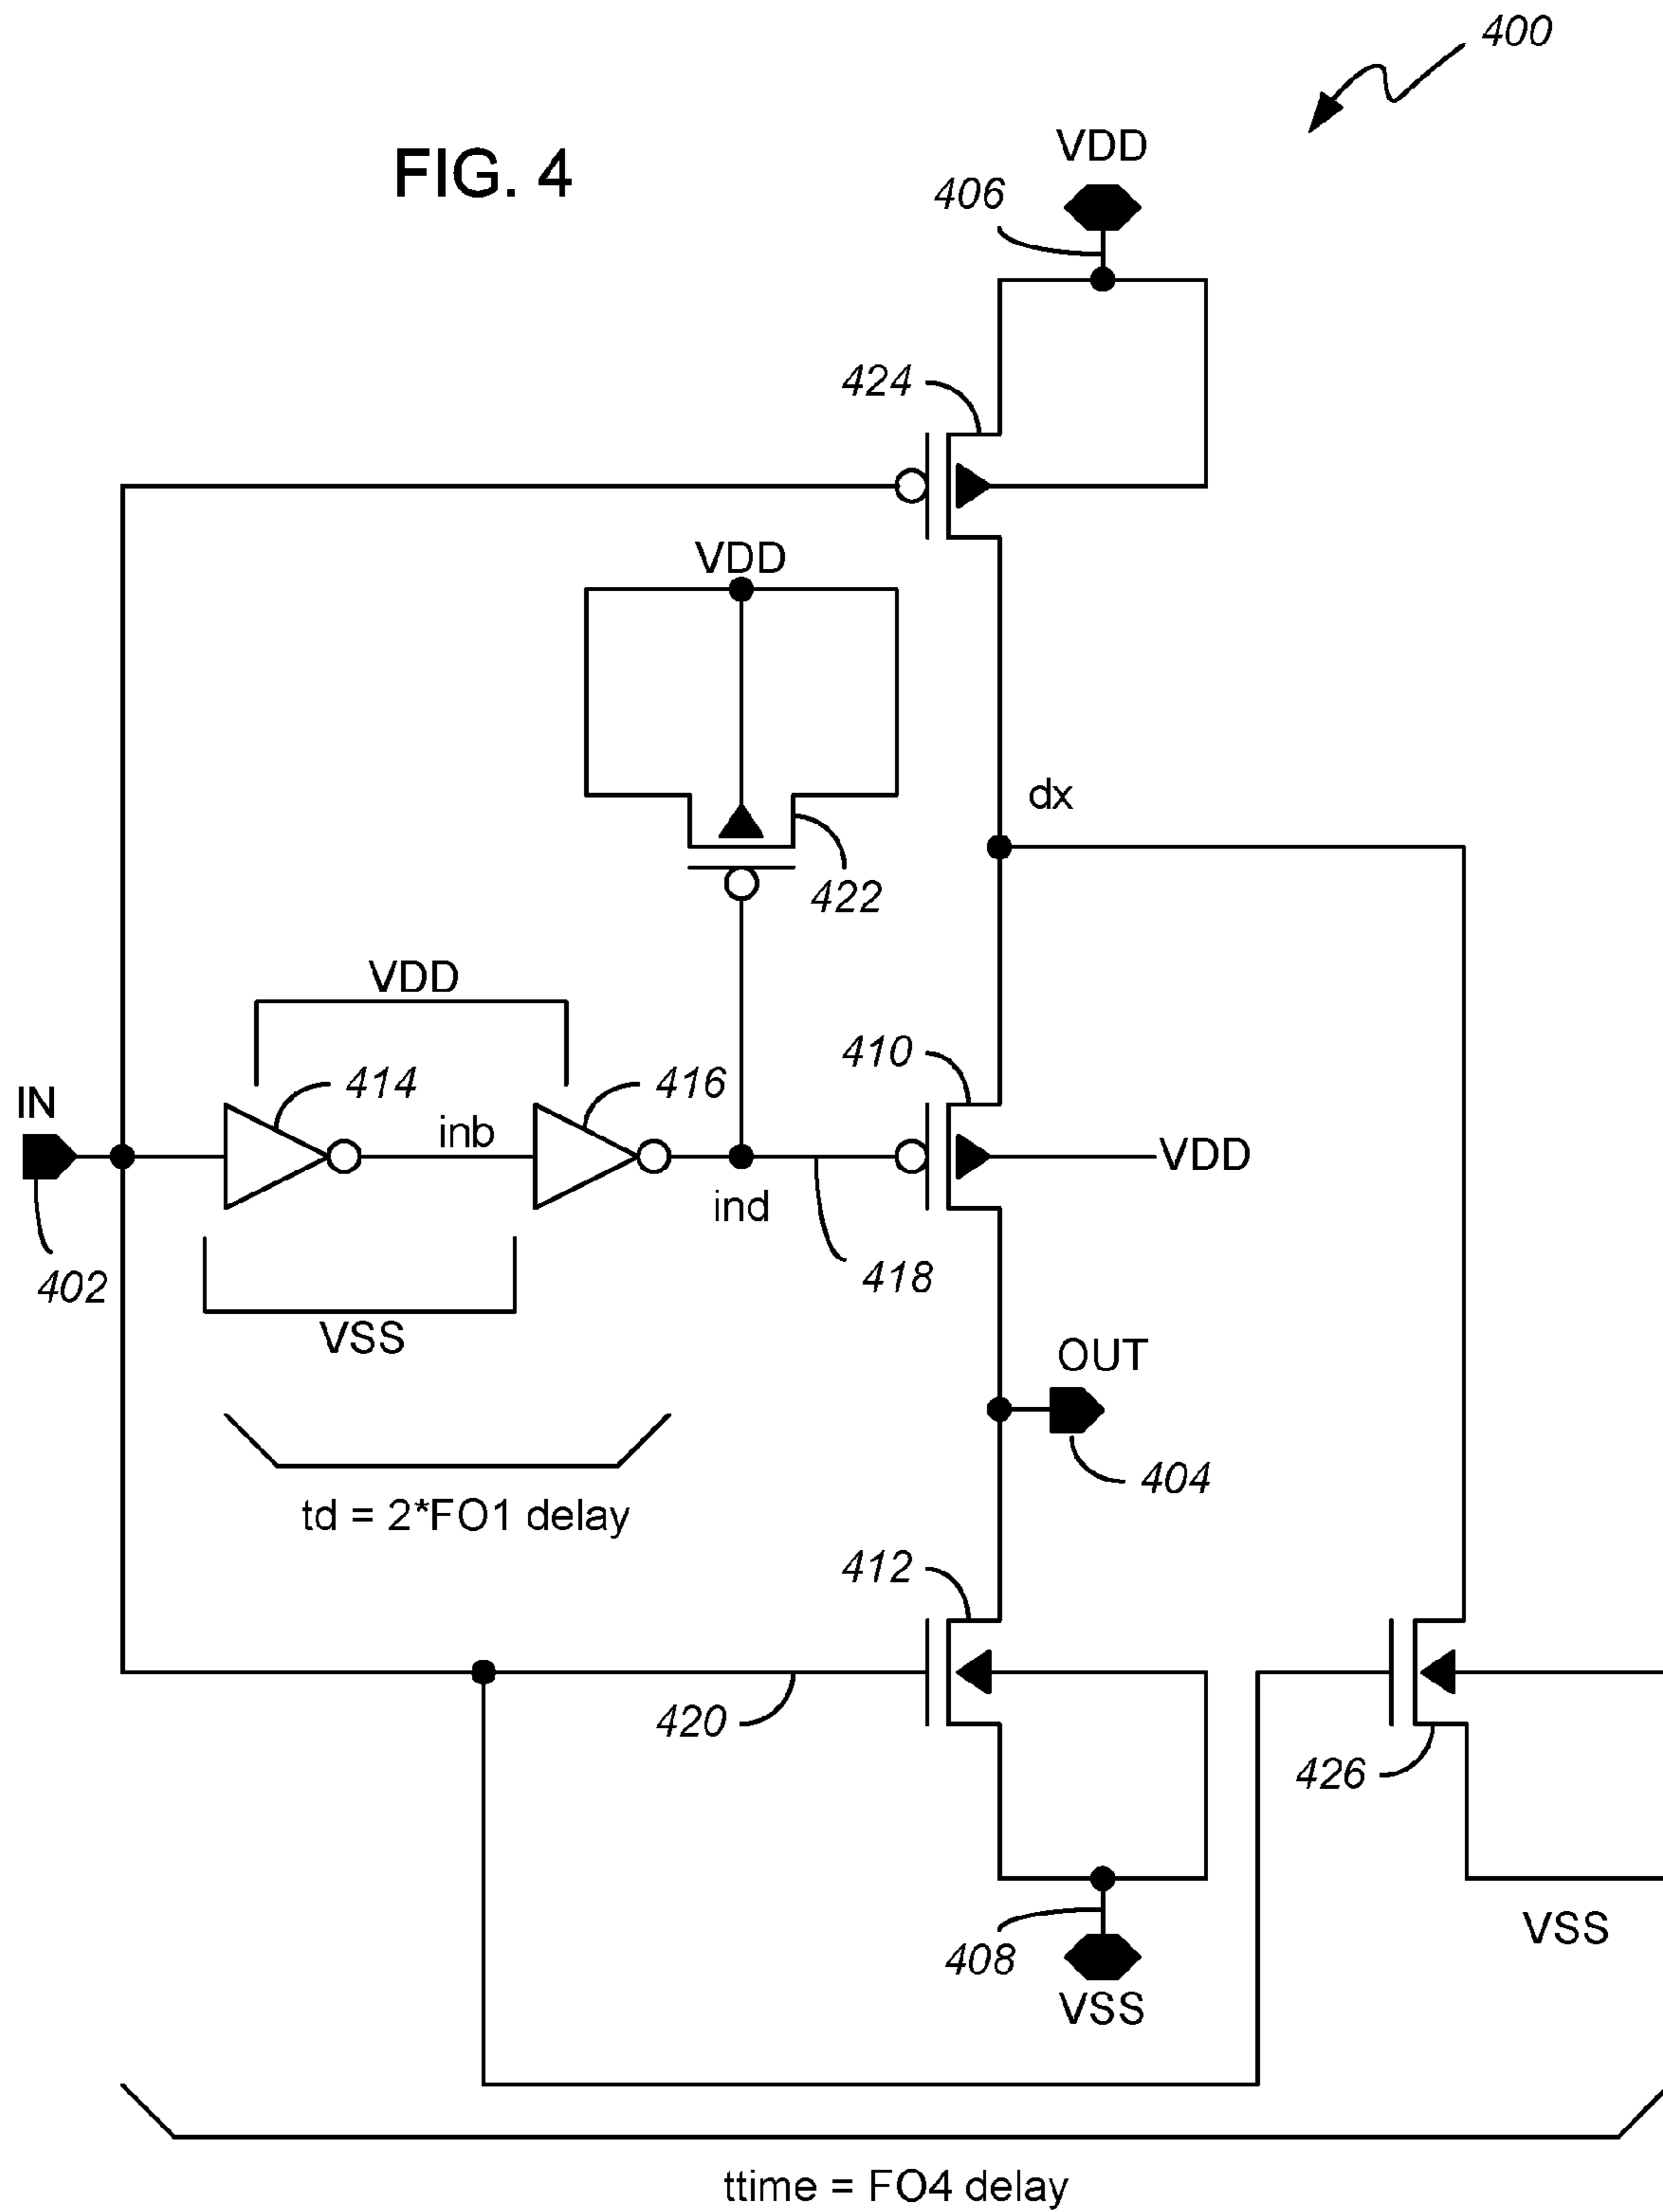 400
FIG. 4
VDD
406
424
VDD
dx
422
VDD
410
414
416
IN
inb
VDD
ind
418
402
VSS
OUT
404
td = 2*FO1 delay
412
420
426
408
VSS
VSS
ttime = FO4 delay